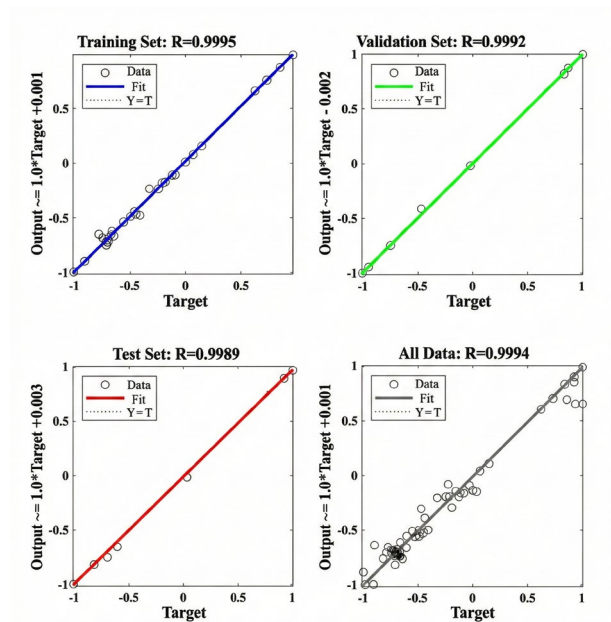 Training Set: R=0.9995
Output ~= 1.0*Target +0.001
Data
Fit
Y=T
0.5
0
-0.5
-1
-1 -0.5 0 0.5
Target
Validation Set: R=0.9992
Output ~= 1.0*Target - 0.002
Data
Fit
Y=T
1
0.5
0
-0.5
-1
-1 -0.5 0 0.5 1
Target
Test Set: R=0.9989
Output ~= 1.0*Target +0.003
Data
Fit
Y=T
1
0.5
0
-0.5
-1
-1 -0.5 0 0.5 1
Target
All Data: R=0.9994
Output ~= 1.0*Target +0.001
Data
Fit
Y=T
1
0.5
0
-0.5
-1
-1 -0.5 0 0.5 1
Target